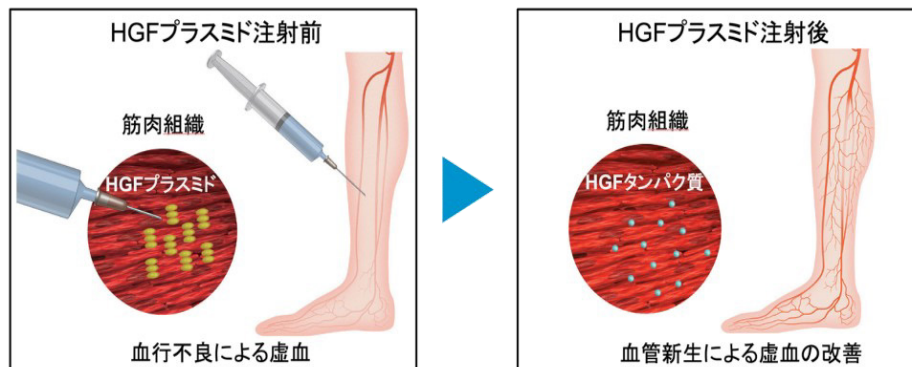 HGFプラスミド注射前
筋肉組織
HGFプラスミド
血行不良による虚血
HGFプラスミド注射後
筋肉組織
HGFタンパク質
血管新生による虚血の改善